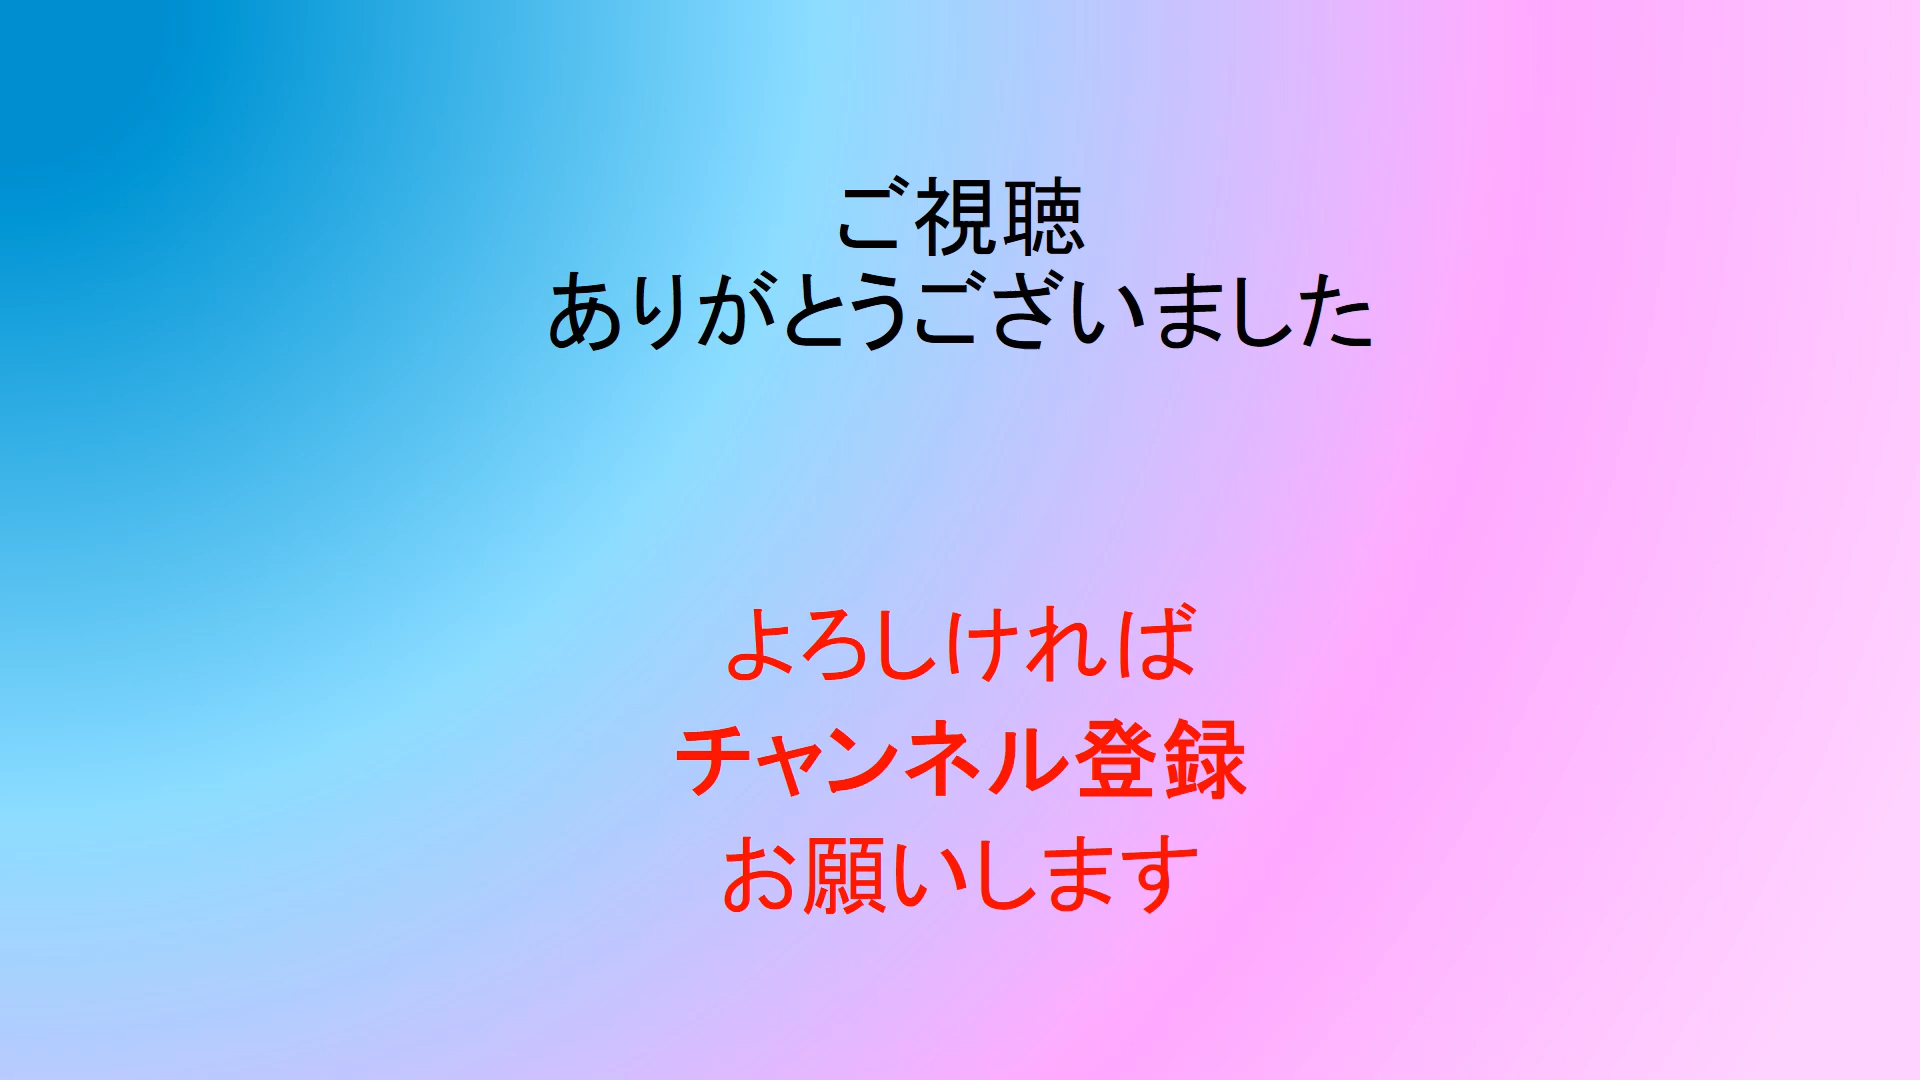 ご視聴
ありがとうございました
よろしければ
チャンネル登録
お願いします